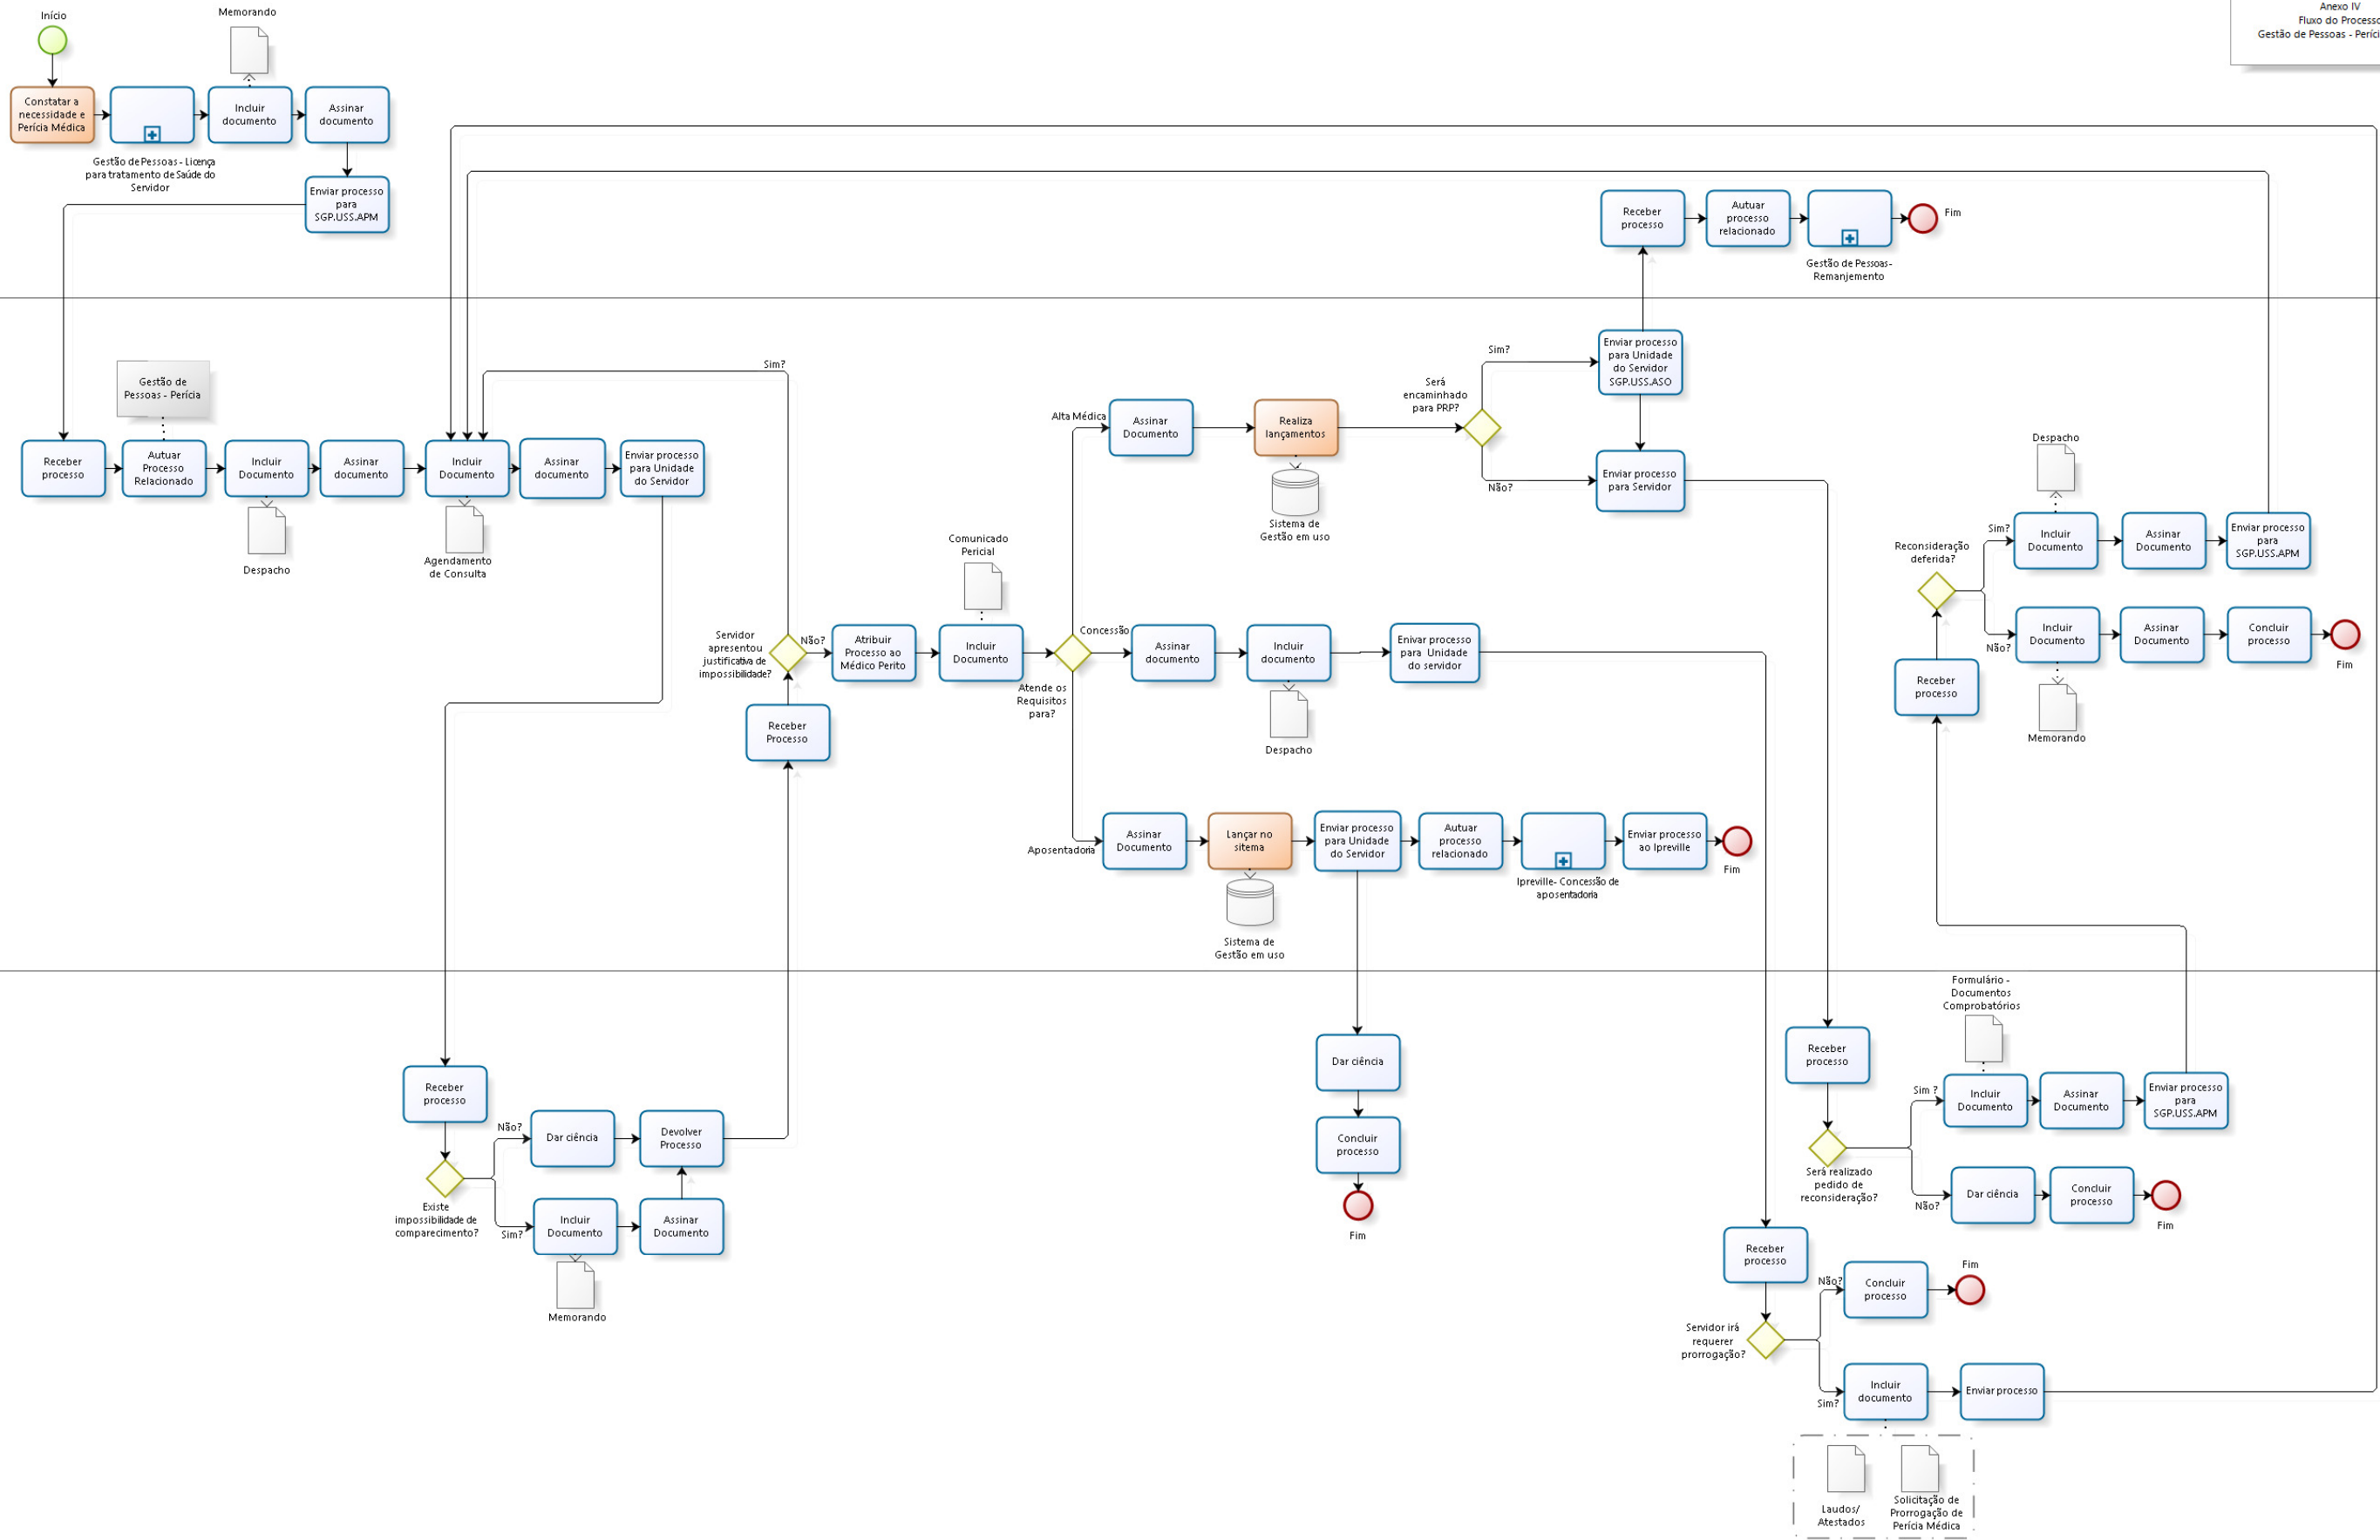 Anexo IV
Fluxo do Processo
Gestão de Pessoas - Períci
Início
Memorando
Constatar a
necessidade e
Perícia Médica
Incluir
documento
Assinar
documento
Gestão de Pessoas - Licença
para tratamento de Saúde do
Servidor
Enviar processo
para
SGP.USS.APM
Receber
processo
Autuar
processo
relacionado
Fim
Gestão de Pessoas-
Remanjemento
Gestão de
Pessoas - Perícia
Receber
processo
Autuar
Processo
Relacionado
Incluir
Documento
Assinar
documento
Incluir
Documento
Assinar
documento
Enviar processo
para Unidade
do Servidor
Despacho
Agendamento
de Consulta
Sim?
Servidor
apresentou
justificativa de
impossibilidade?
Não?
Receber
Processo
Atribuir
Processo ao
Médico Perito
Comunicado
Pericial
Incluir
Documento
Atende os
Requisitos
para?
Alta Médica
Assinar
Documento
Realiza
lançamentos
Sistema de
Gestão em uso
Será
encaminhado
para PRP?
Sim?
Não?
Enviar processo
para Unidade
do Servidor
SGP.USS.ASO
Enviar processo
para Servidor
Concessão
Assinar
documento
Incluir
documento
Despacho
Enivar processo
para Unidade
do servidor
Aposentadoria
Assinar
Documento
Lançar no
sitema
Sistema de
Gestão em uso
Enviar processo
para Unidade
do Servidor
Autuar
processo
relacionado
Ipreville- Concessão de
aposentadoria
Enviar processo
ao Ipreville
Fim
Reconsideração
deferida?
Receber
processo
Sim?
Despacho
Incluir
Documento
Assinar
Documento
Enviar processo
para
SGP.USS.APM
Não?
Incluir
Documento
Memorando
Assinar
Documento
Concluir
processo
Fim
Receber
processo
Existe
impossibilidade de
comparecimento?
Não?
Dar ciência
Devolver
Processo
Sim?
Incluir
Documento
Memorando
Assinar
Documento
Dar ciência
Concluir
processo
Fim
Receber
processo
Será realizado
pedido de
reconsideração?
Sim ?
Formulário -
Documentos
Comprobatórios
Incluir
Documento
Assinar
Documento
Enviar processo
para
SGP.USS.APM
Não?
Dar ciência
Concluir
processo
Fim
Receber
processo
Servidor irá
requerer
prorrogação?
Não?
Concluir
processo
Fim
Sim?
Incluir
documento
Enviar processo
Laudos/
Atestados
Solicitação de
Prorrogação de
Perícia Médica